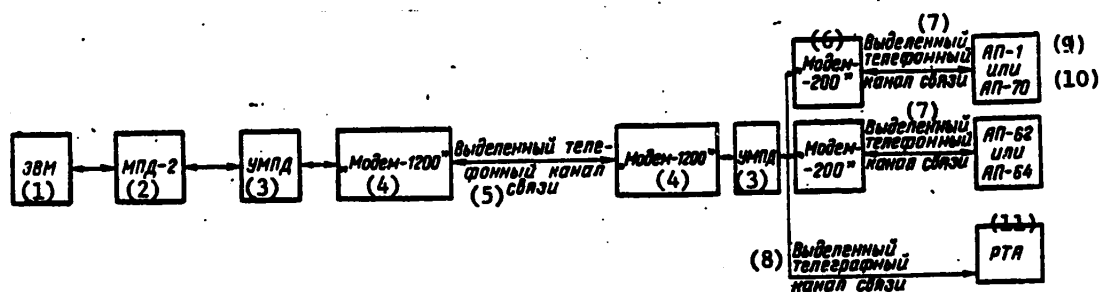 ЭВМ
(1)
МПД-2
(2)
УМПД
(3)
„Модем-1200"
(4)
Выделенный теле-
фонный канал
(5) связи
„Модем-1200"
(4)
УМПД
(3)
(6)
„Модем-
-200"
(7)
Выделенный
телефонный
канал связи
АП-1
или
АП-70
(9)
(10)
„Модем-
-200"
(7)
Выделенный
телефонный
канал связи
АП-62
или
АП-64
(8)
Выделенный
телеграфный
канал связи
(11)
РТА